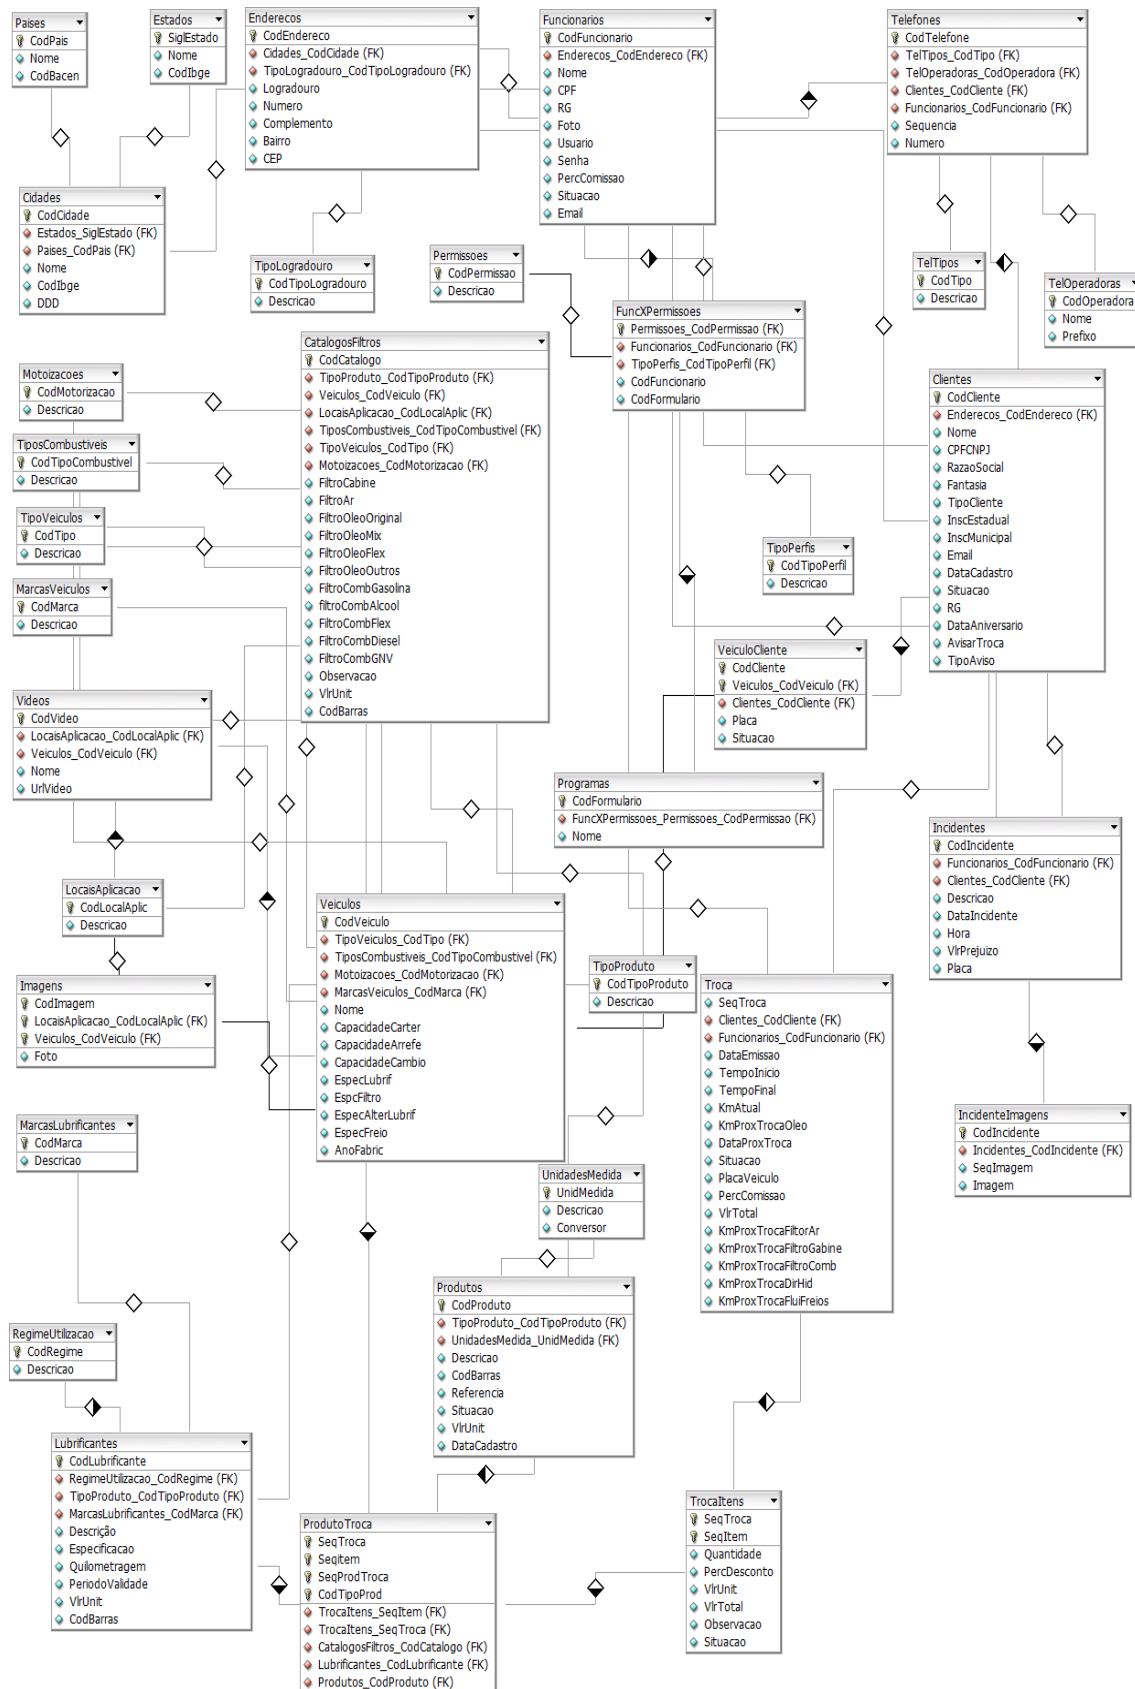 Paises
CodPais
Nome
CodBacen
Estados
SiglEstado
Nome
CodIbge
Enderecos
CodEndereco
Cidades_CodCidade (FK)
TipoLogradouro_CodTipoLogradouro (FK)
Logradouro
Numero
Complemento
Bairro
CEP
Funcionarios
CodFuncionario
Enderecos_CodEndereco (FK)
Nome
CPF
RG
Foto
Usuario
Senha
PercComissao
Situacao
Email
Telefones
CodTelefone
TelTipos_CodTipo (FK)
TelOperadoras_CodOperadora (FK)
Clientes_CodCliente (FK)
Funcionarios_CodFuncionario (FK)
Sequencia
Numero
Cidades
CodCidade
Estados_SiglEstado (FK)
Paises_CodPais (FK)
Nome
CodIbge
DDD
TipoLogradouro
CodTipoLogradouro
Descricao
Permissoes
CodPermissao
Descricao
TelTipos
CodTipo
Descricao
TelOperadoras
CodOperadora
Nome
Prefixo
FuncXPermissoes
Permissoes_CodPermissao (FK)
Funcionarios_CodFuncionario (FK)
TipoPerfis_CodTipoPerfil (FK)
CodFuncionario
CodFormulario
CatalogosFiltros
CodCatalogo
TipoProduto_CodTipoProduto (FK)
Veiculos_CodVeiculo (FK)
LocaisAplicacao_CodLocalAplic (FK)
TiposCombustiveis_CodTipoCombustivel (FK)
TipoVeiculos_CodTipo (FK)
Motoizacoes_CodMotorizacao (FK)
FiltroCabine
FiltroAr
FiltroOleoOriginal
FiltroOleoMix
FiltroOleoFlex
FiltroOleoOutros
FiltroCombGasolina
filtroCombAlcool
FiltroCombFlex
FiltroCombDiesel
FiltroCombGNV
Observacao
VlrUnit
CodBarras
Motoizacoes
CodMotorizacao
Descricao
TiposCombustiveis
CodTipoCombustivel
Descricao
TipoVeiculos
CodTipo
Descricao
MarcasVeiculos
CodMarca
Descricao
Clientes
CodCliente
Enderecos_CodEndereco (FK)
Nome
CPFCNPJ
RazaoSocial
Fantasia
TipoCliente
InscEstadual
InscMunicipal
Email
DataCadastro
Situacao
RG
DataAniversario
AvisarTroca
TipoAviso
TipoPerfis
CodTipoPerfil
Descricao
VeiculoCliente
CodCliente
Veiculos_CodVeiculo (FK)
Clientes_CodCliente (FK)
Placa
Situacao
Videos
CodVideo
LocaisAplicacao_CodLocalAplic (FK)
Veiculos_CodVeiculo (FK)
Nome
UrlVideo
Programas
CodFormulario
FuncXPermissoes_Permissoes_CodPermissao (FK)
Nome
Incidentes
CodIncidente
Funcionarios_CodFuncionario (FK)
Clientes_CodCliente (FK)
Descricao
DataIncidente
Hora
VlrPrejuizo
Placa
LocaisAplicacao
CodLocalAplic
Descricao
Veiculos
CodVeiculo
TipoVeiculos_CodTipo (FK)
TiposCombustiveis_CodTipoCombustivel (FK)
Motoizacoes_CodMotorizacao (FK)
MarcasVeiculos_CodMarca (FK)
Nome
CapacidadeCarter
CapacidadeArrefe
CapacidadeCambio
EspecLubrif
EspcFiltro
EspecAlterLubrif
EspecFreio
AnoFabric
TipoProduto
CodTipoProduto
Descricao
Imagens
CodImagem
LocaisAplicacao_CodLocalAplic (FK)
Veiculos_CodVeiculo (FK)
Foto
Troca
SeqTroca
Clientes_CodCliente (FK)
Funcionarios_CodFuncionario (FK)
DataEmissao
TempoInicio
TempoFinal
KmAtual
KmProxTrocaOleo
DataProxTroca
Situacao
PlacaVeiculo
PercComissao
VlrTotal
KmProxTrocaFiltorAr
KmProxTrocaFiltroGabine
KmProxTrocaFiltroComb
KmProxTrocaDirHid
KmProxTrocaFluiFreios
IncidenteImagens
CodIncidente
Incidentes_CodIncidente (FK)
SeqImagem
Imagem
MarcasLubrificantes
CodMarca
Descricao
UnidadesMedida
UnidMedida
Descricao
Conversor
Produtos
CodProduto
TipoProduto_CodTipoProduto (FK)
UnidadesMedida_UnidMedida (FK)
Descricao
CodBarras
Referencia
Situacao
VlrUnit
DataCadastro
RegimeUtilizacao
CodRegime
Descricao
Lubrificantes
CodLubrificante
RegimeUtilizacao_CodRegime (FK)
TipoProduto_CodTipoProduto (FK)
MarcasLubrificantes_CodMarca (FK)
Descrição
Especificacao
Quilometragem
PeriodoValidade
VlrUnit
CodBarras
ProdutoTroca
SeqTroca
Seqitem
SeqProdTroca
CodTipoProd
TrocaItens_SeqItem (FK)
TrocaItens_SeqTroca (FK)
CatalogosFiltros_CodCatalogo (FK)
Lubrificantes_CodLubrificante (FK)
Produtos_CodProduto (FK)
TrocaItens
SeqTroca
SeqItem
Quantidade
PercDesconto
VlrUnit
VlrTotal
Observacao
Situacao